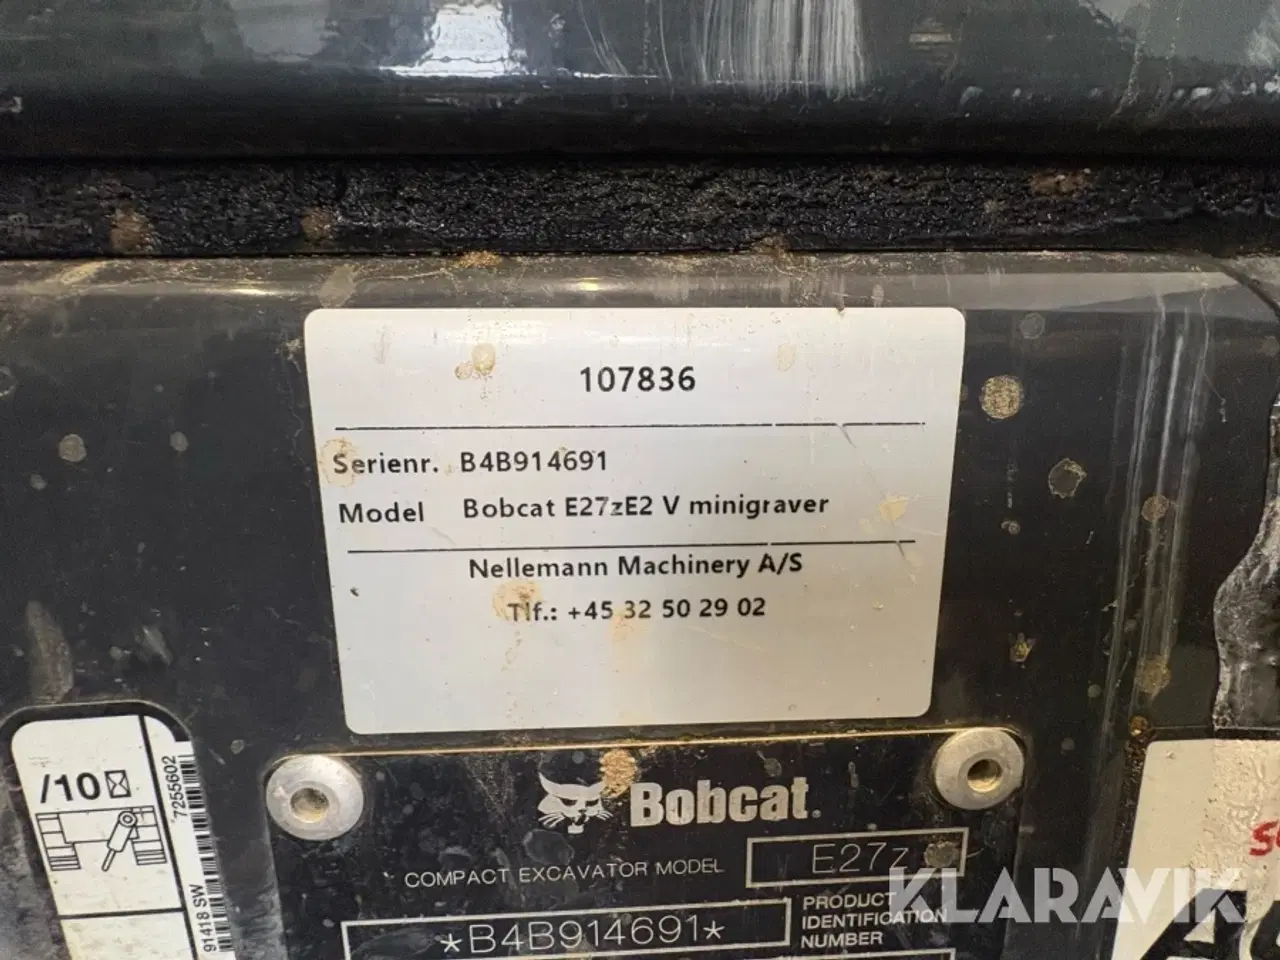 107836
Serienr. B4B914691
Model Bobcat E27zE2 V minigraver
Nellemann Machinery A/S
Tlf.: +45 32 50 29 02
/10
7255602
91418 SW
Bobcat.
COMPACT EXCAVATOR MODEL E27z
*B4B914691*
PRODUCT
IDENTIFICATION
NUMBER
KLARAVIK